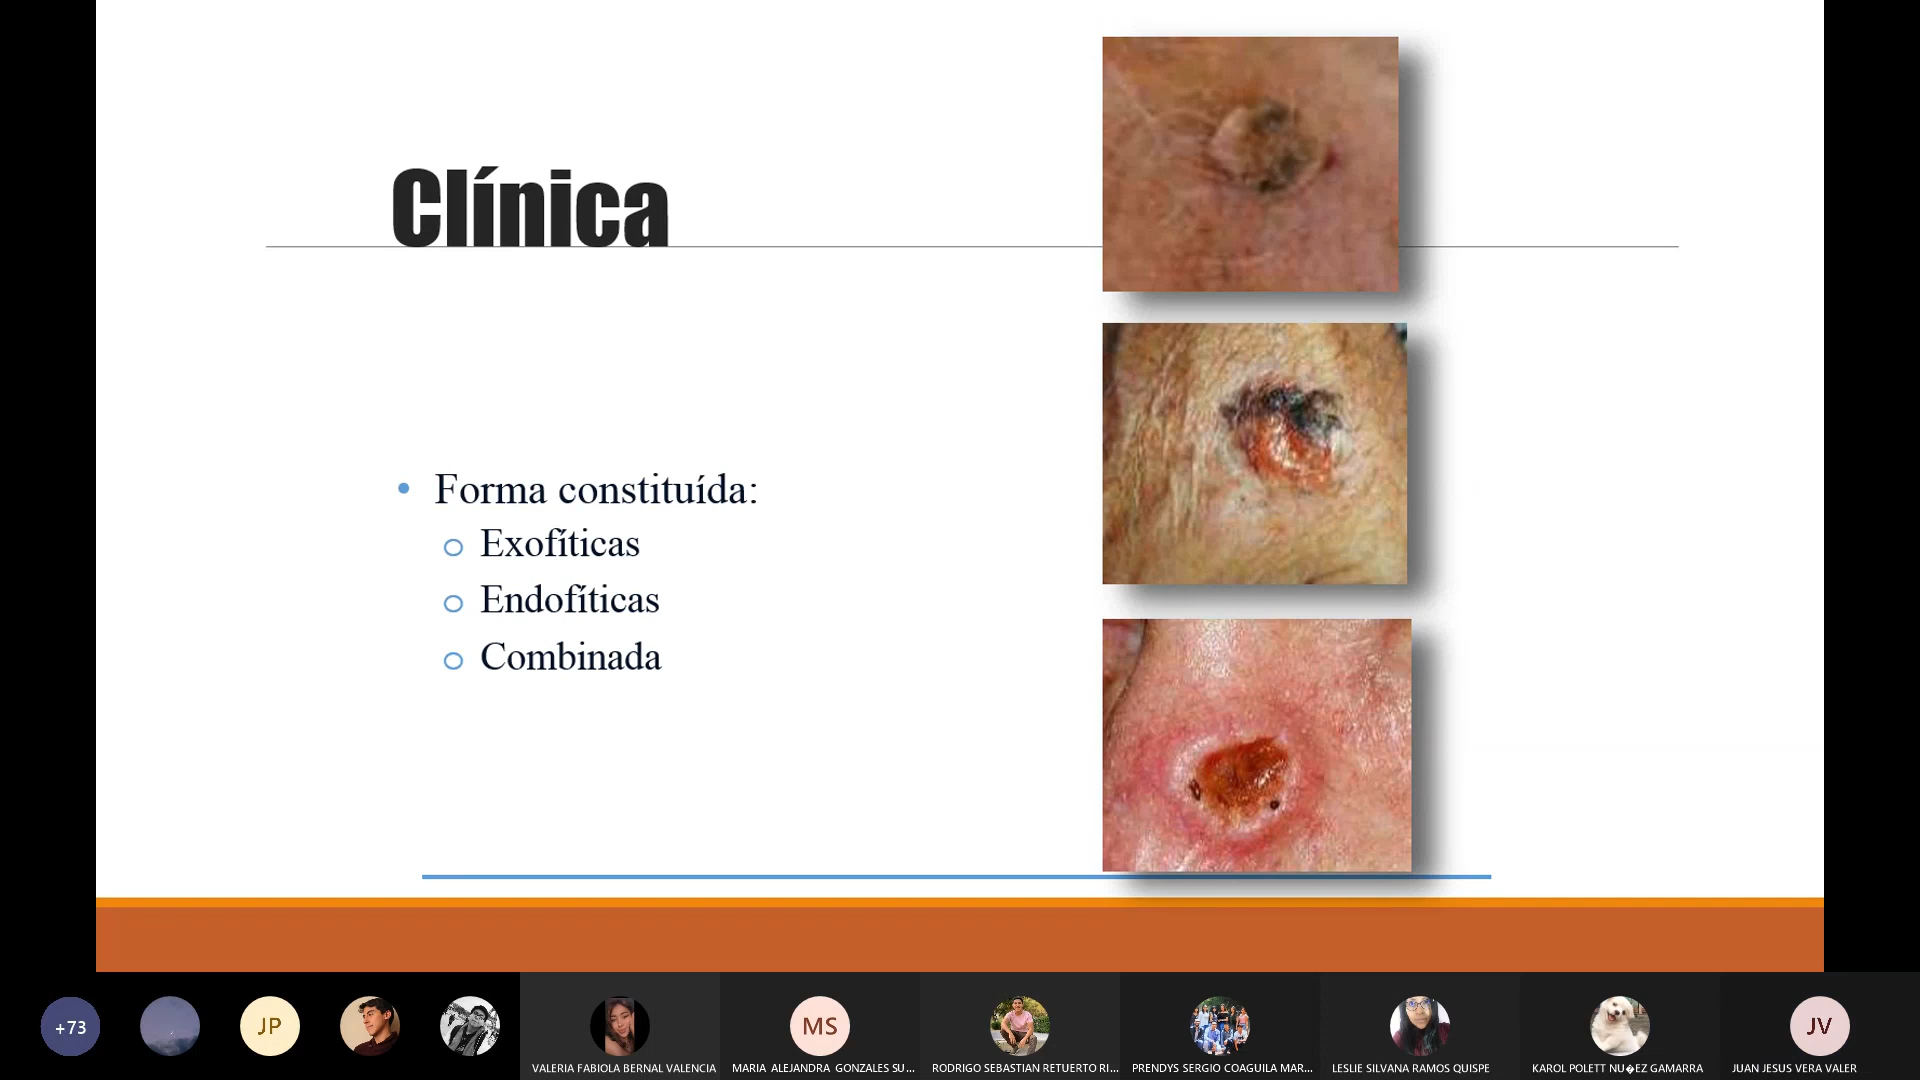 Clínica
• Forma constituída:
o Exofíticas
o Endofíticas
o Combinada
+73
JP
MS
JV
VALERIA FABIOLA BERNAL VALENCIA
MARIA ALEJANDRA GONZALES SU...
RODRIGO SEBASTIAN RETUERTO RI...
PRENDYS SERGIO COAGUILA MAR...
LESLIE SILVANA RAMOS QUISPE
KAROL POLETT NU�EZ GAMARRA
JUAN JESUS VERA VALER